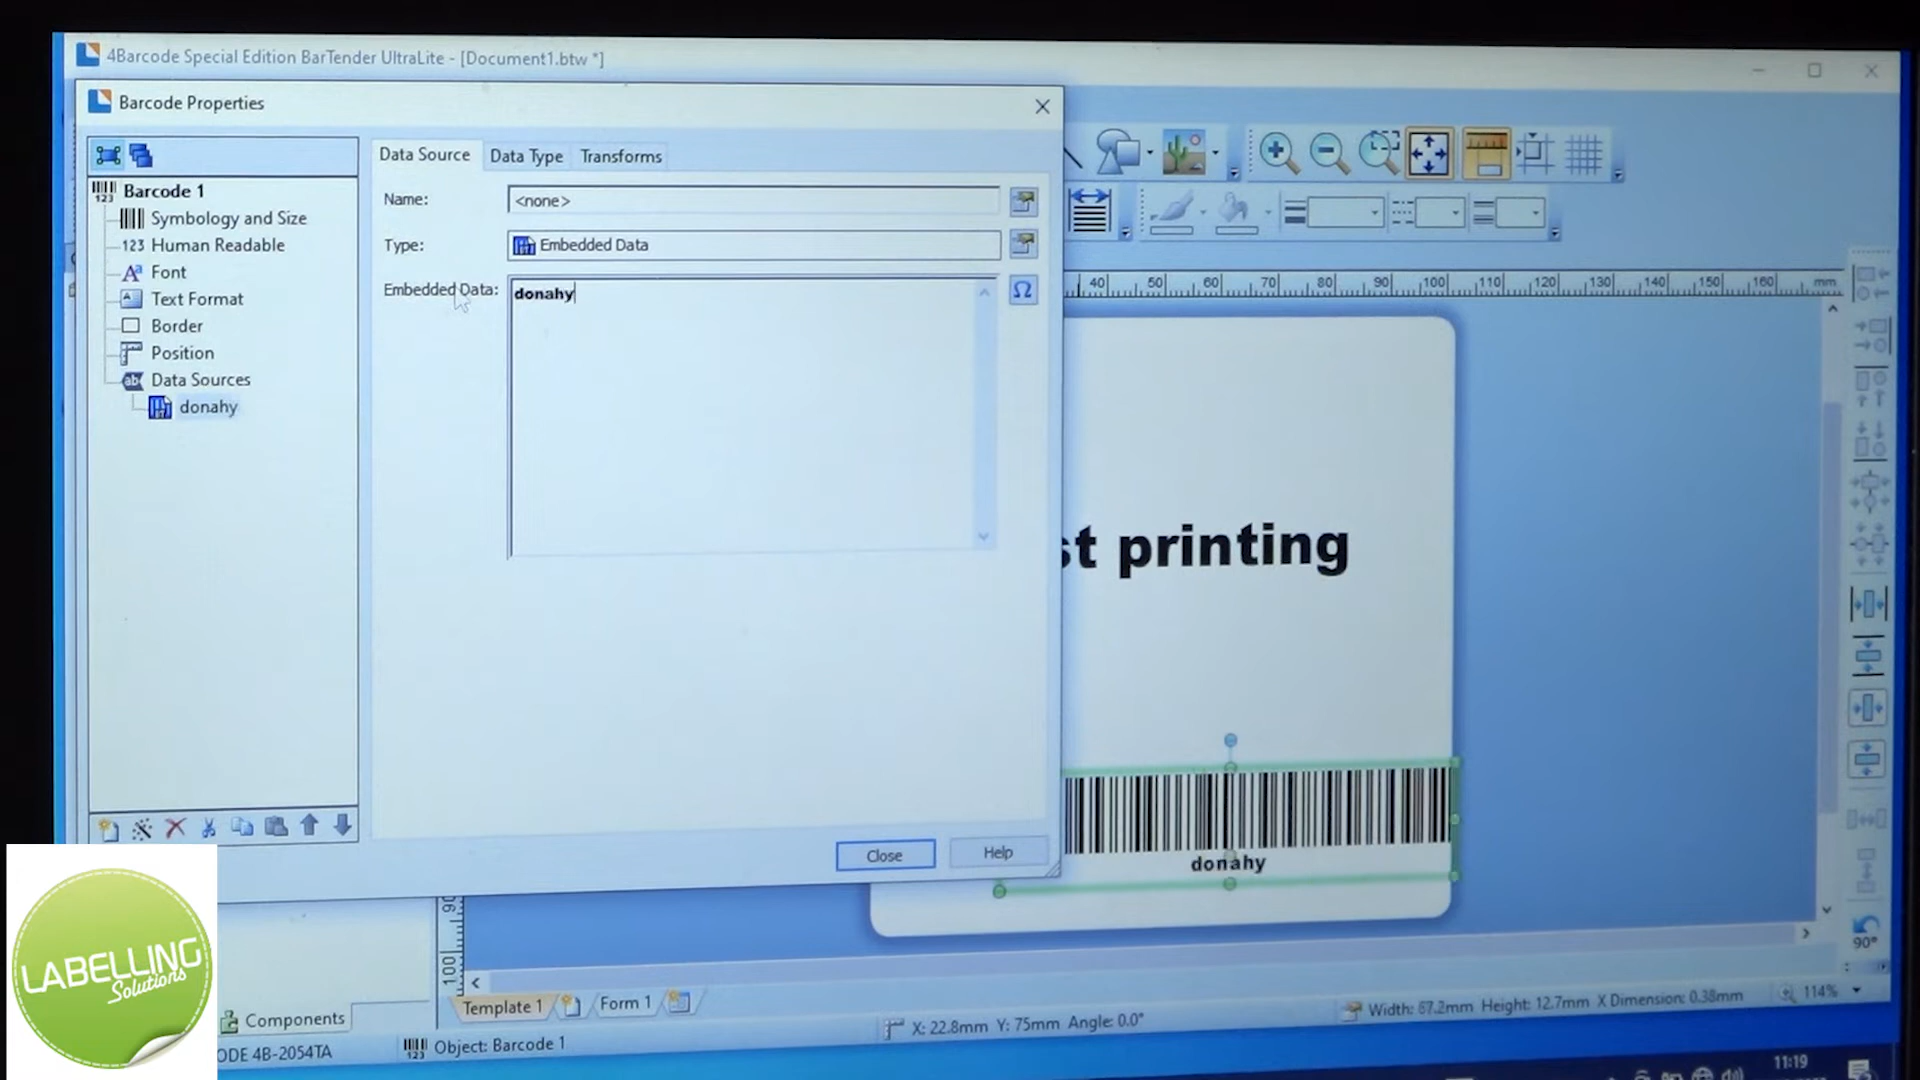 4Barcode Special Edition BarTender UltraLite - [Document1.btw *]
Barcode Properties
Data Source Data Type Transforms
Barcode 1
Symbology and Size
123 Human Readable
Font
Text Format
Border
Position
Data Sources
donahy
Name: <none>
Type: Embedded Data
Embedded Data: donahy
Close Help
40 50 60 70 80 90 100 110 120 130 140 150 160 mm
st printing
donahy
90
100
90°
Template 1 Form 1
Components
Width: 67.2mm Height: 12.7mm X Dimension: 0.38mm 114%
X: 22.8mm Y: 75mm Angle: 0.0°
ODE 4B-2054TA
Object: Barcode 1
11:19
LABELLING
Solutions